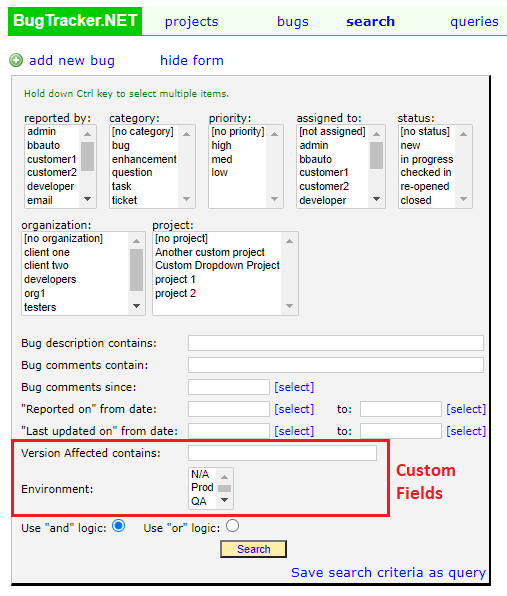 BugTracker.NET projects bugs search queries
add new bug hide form
Hold down Ctrl key to select multiple items.
reported by: category: priority: assigned to: status:
admin [no category] [no priority] [not assigned] [no status]
bbauto bug high admin new
customer1 enhancement med bbauto in progress
customer2 question low customer1 checked in
developer task customer2 re-opened
email ticket developer closed
organization: project:
[no organization] [no project]
client one Another custom project
client two Custom Dropdown Project
developers project 1
org1 project 2
testers
Bug description contains:
Bug comments contain:
Bug comments since: [select]
"Reported on" from date: [select] to: [select]
"Last updated on" from date: [select] to: [select]
Version Affected contains:
Environment: N/A
Prod
QA
Custom
Fields
Use "and" logic: Use "or" logic:
Search
Save search criteria as query